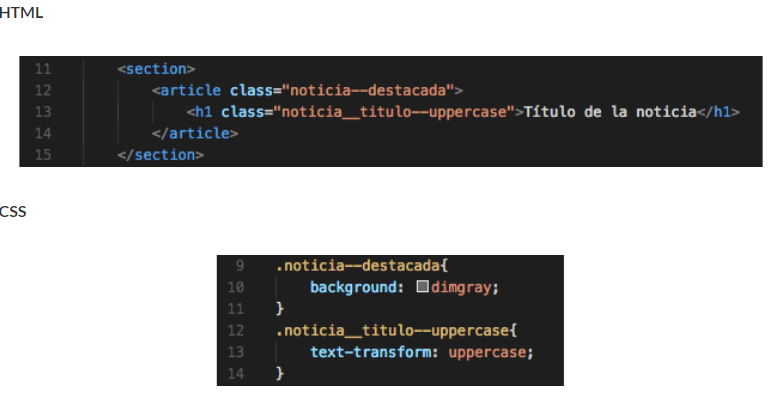 HTML
11 <section>
12 <article class="noticia--destacada">
13 <h1 class="noticia__titulo--uppercase">Título de la noticia</h1>
14 </article>
15 </section>
CSS
9 .noticia--destacada{
10 background: dimgray;
11 }
12 .noticia__titulo--uppercase{
13 text-transform: uppercase;
14 }